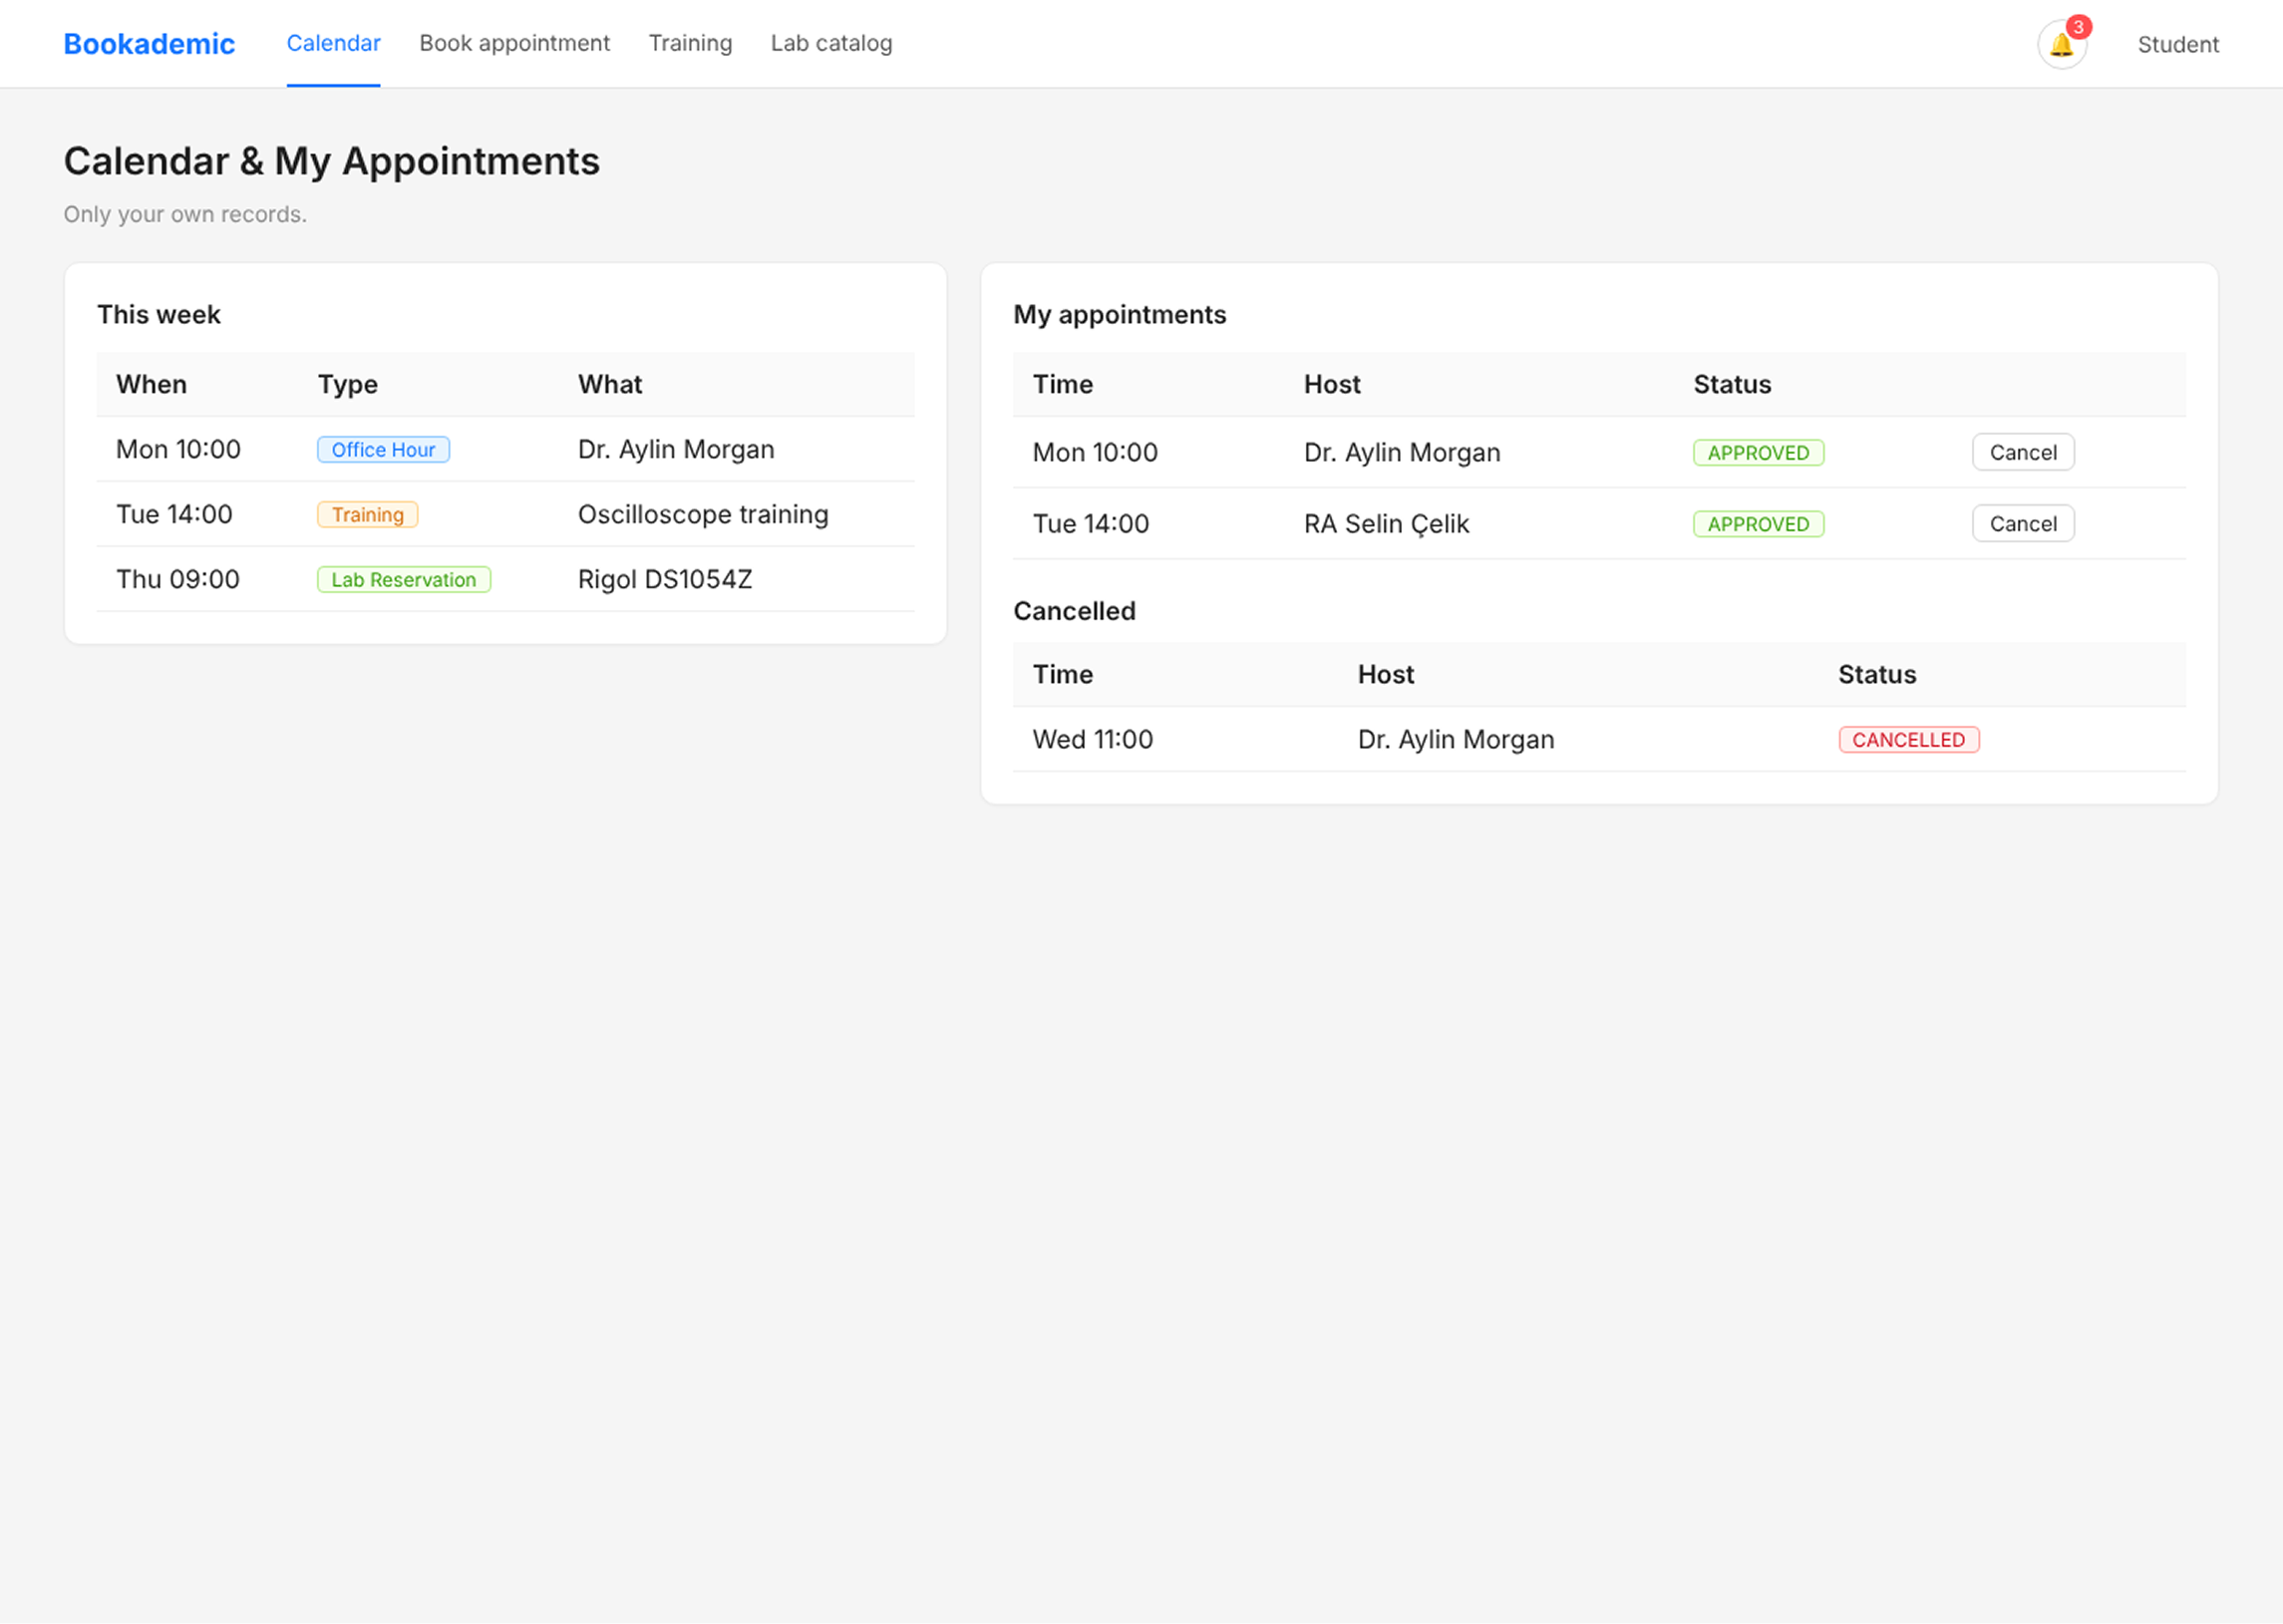 Bookademic Calendar Book appointment Training Lab catalog 3 Student
Calendar & My Appointments
Only your own records.
This week
When Type What
Mon 10:00 Office Hour Dr. Aylin Morgan
Tue 14:00 Training Oscilloscope training
Thu 09:00 Lab Reservation Rigol DS1054Z
My appointments
Time Host Status
Mon 10:00 Dr. Aylin Morgan APPROVED Cancel
Tue 14:00 RA Selin Çelik APPROVED Cancel
Cancelled
Time Host Status
Wed 11:00 Dr. Aylin Morgan CANCELLED